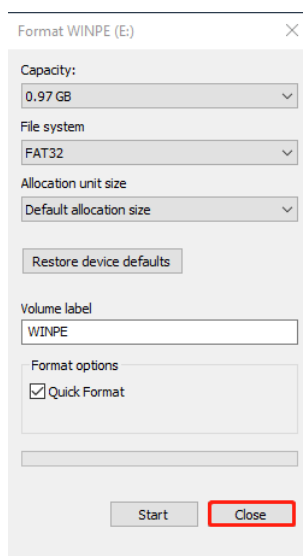 Format WINPE (E:)
Capacity:
0.97 GB
File system
FAT32
Allocation unit size
Default allocation size
Restore device defaults
Volume label
WINPE
Format options
Quick Format
Start Close